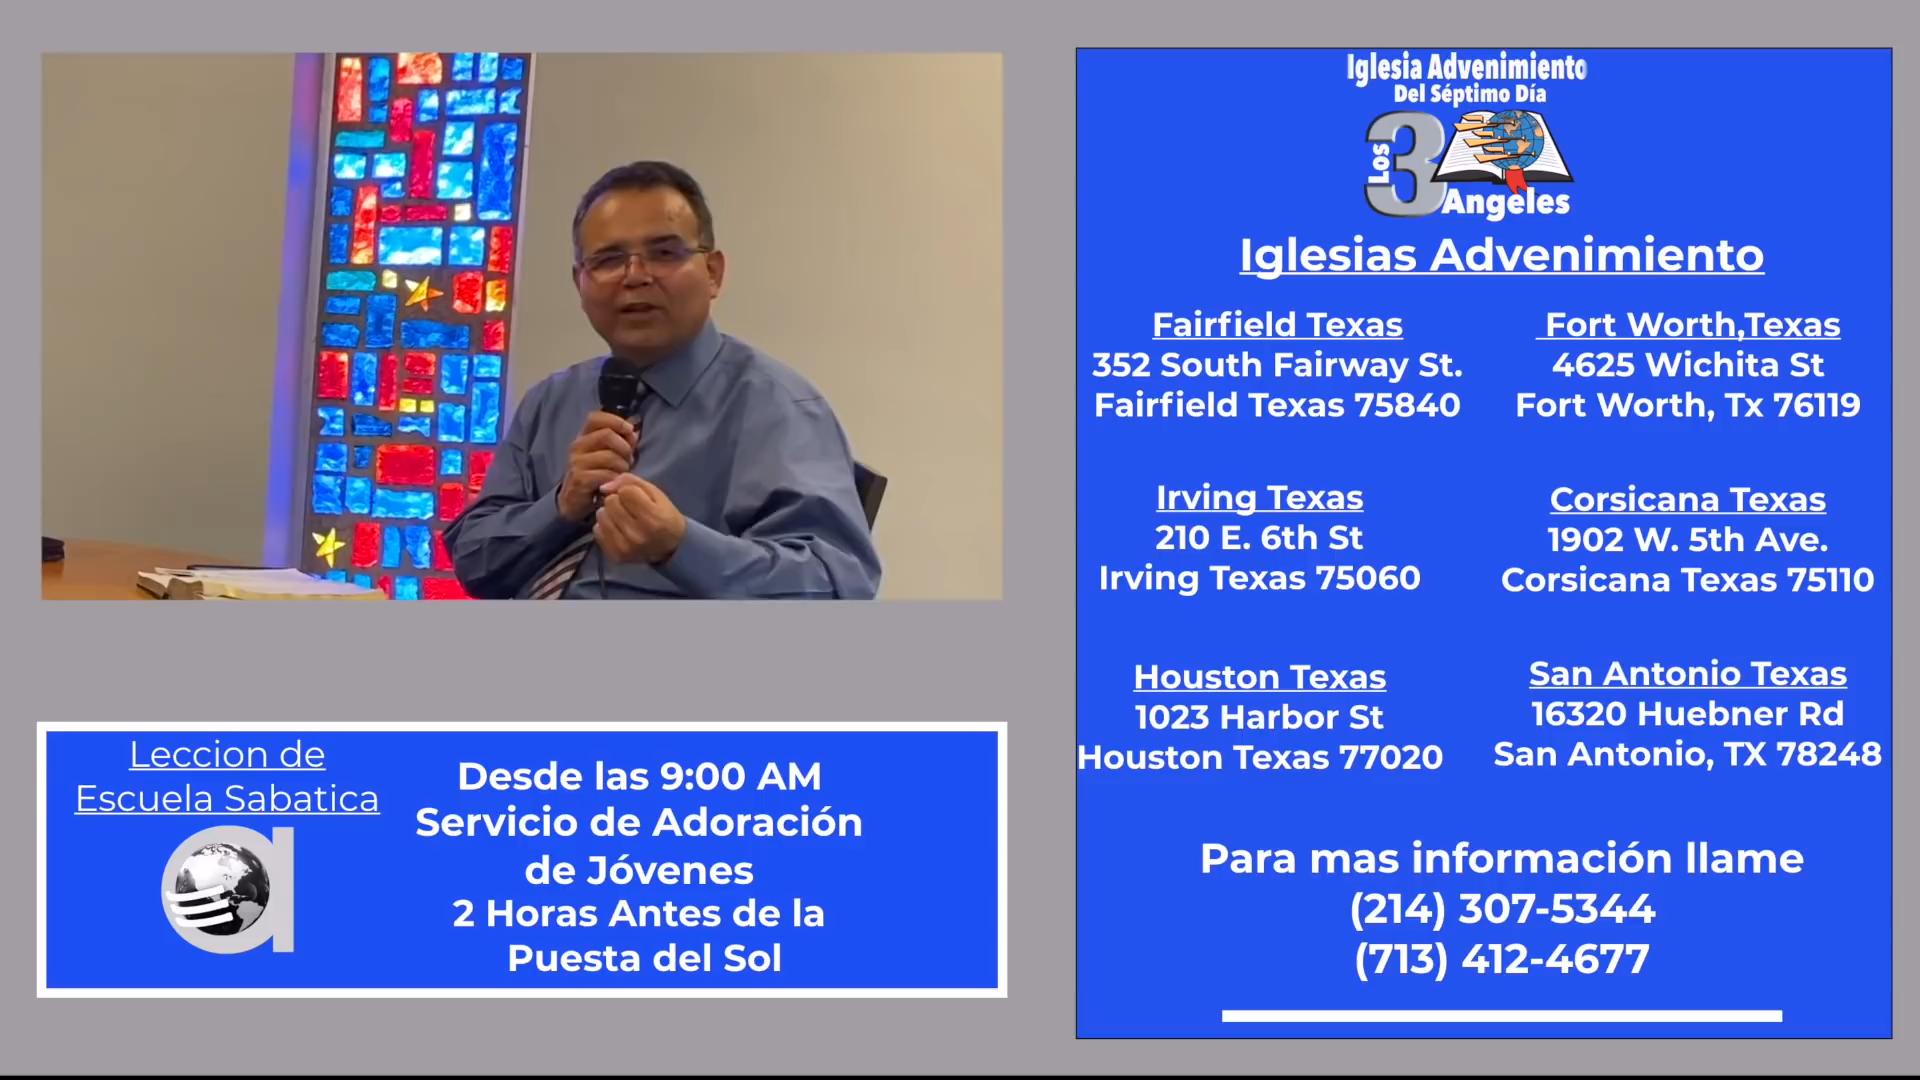 Iglesia Advenimiento
Del Séptimo Día
Los 3
Angeles
Iglesias Advenimiento
Fairfield Texas
352 South Fairway St.
Fairfield Texas 75840
Fort Worth,Texas
4625 Wichita St
Fort Worth, Tx 76119
Irving Texas
210 E. 6th St
Irving Texas 75060
Corsicana Texas
1902 W. 5th Ave.
Corsicana Texas 75110
Houston Texas
1023 Harbor St
Houston Texas 77020
San Antonio Texas
16320 Huebner Rd
San Antonio, TX 78248
Para mas información llame
(214) 307-5344
(713) 412-4677
Leccion de
Escuela Sabatica
a
Desde las 9:00 AM
Servicio de Adoración
de Jóvenes
2 Horas Antes de la
Puesta del Sol